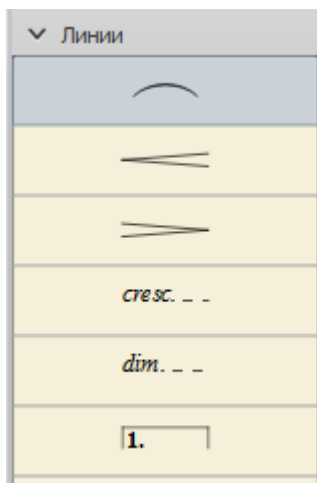 Линии
cresc. _ _
dim. _ _
1.